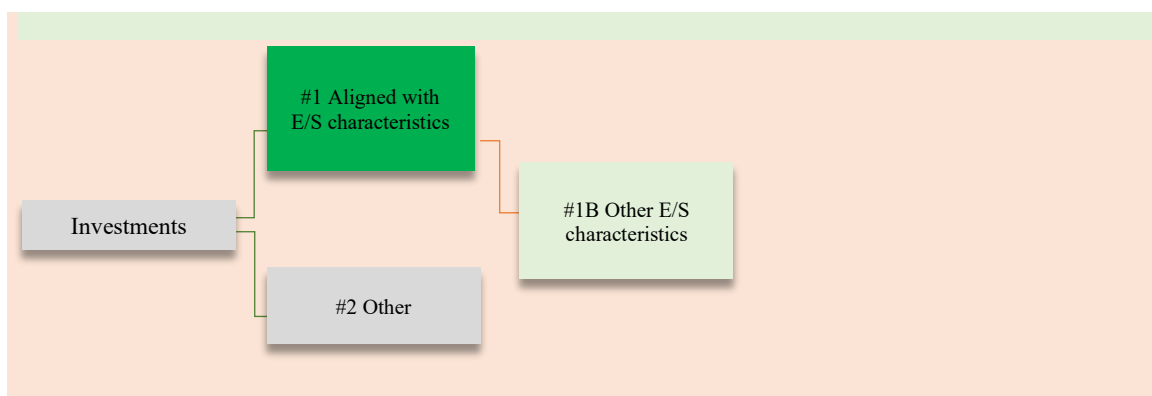 #1 Aligned with
E/S characteristics
#1B Other E/S
characteristics
Investments
#2 Other